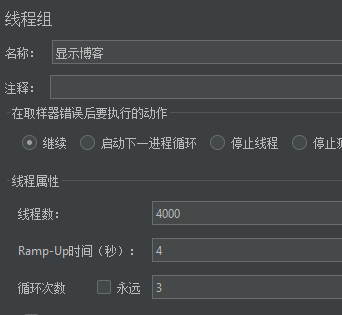 线程组
名称： 显示博客
注释：
在取样器错误后要执行的动作
继续 启动下一进程循环 停止线程
线程属性
线程数： 4000
Ramp-Up时间（秒）： 4
循环次数 永远 3